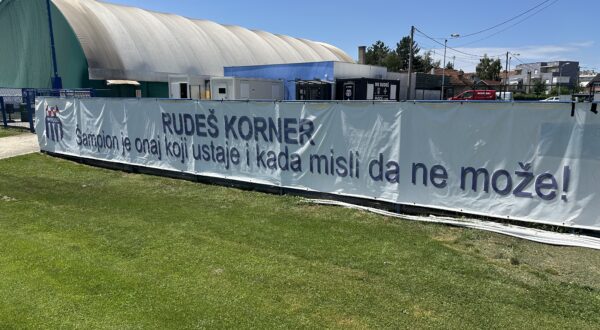 RUDEŠ KORNER
Šampion je onaj koji ustaje i kada misli da ne može!